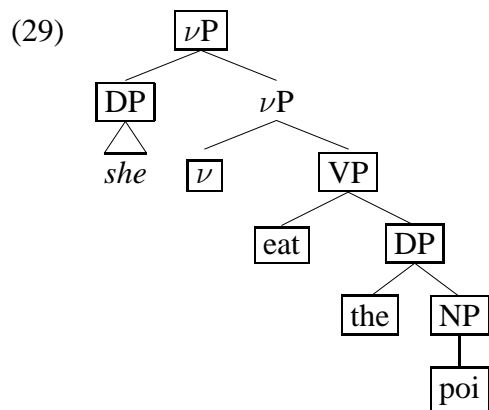 (29) νP
DP νP
she ν VP
eat DP
the NP
poi